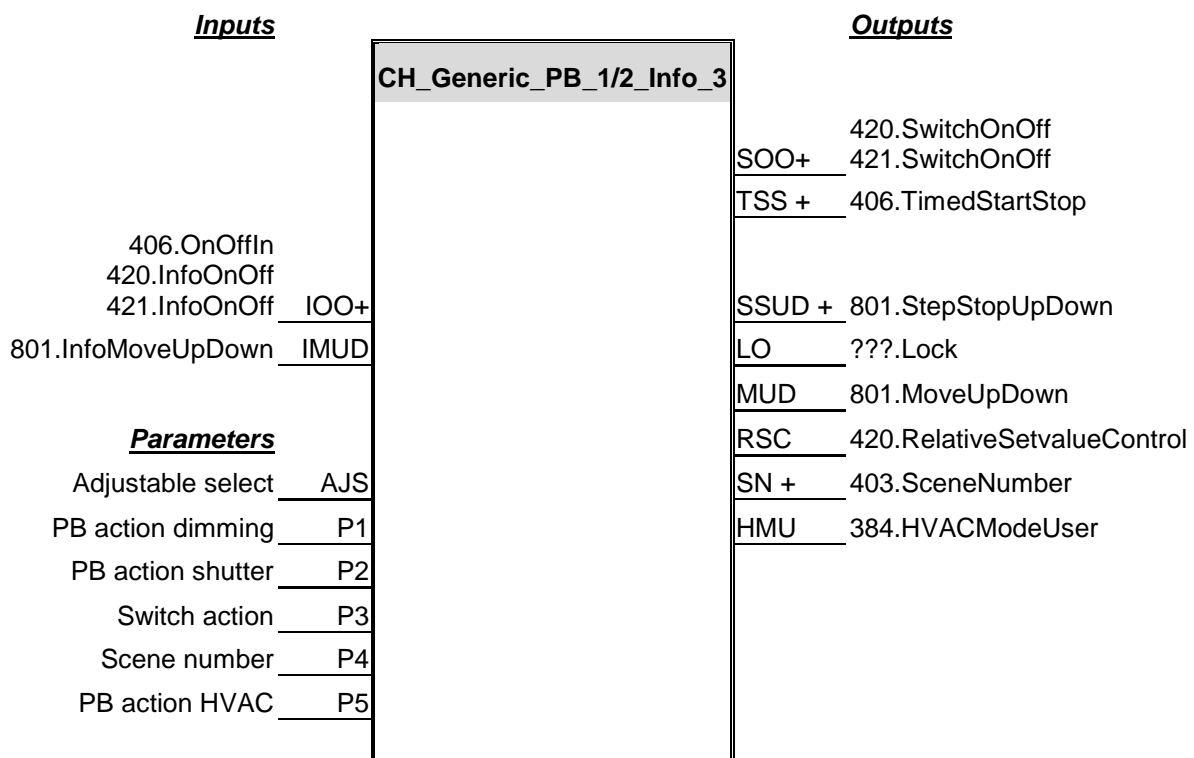 Inputs
Outputs
CH_Generic_PB_1/2_Info_3
420.SwitchOnOff
SOO+ 421.SwitchOnOff
TSS + 406.TimedStartStop
406.OnOffIn
420.InfoOnOff
421.InfoOnOff IOO+
SSUD + 801.StepStopUpDown
801.InfoMoveUpDown IMUD
LO ???.Lock
MUD 801.MoveUpDown
Parameters
RSC 420.RelativeSetvalueControl
Adjustable select AJS
SN + 403.SceneNumber
PB action dimming P1
HMU 384.HVACModeUser
PB action shutter P2
Switch action P3
Scene number P4
PB action HVAC P5